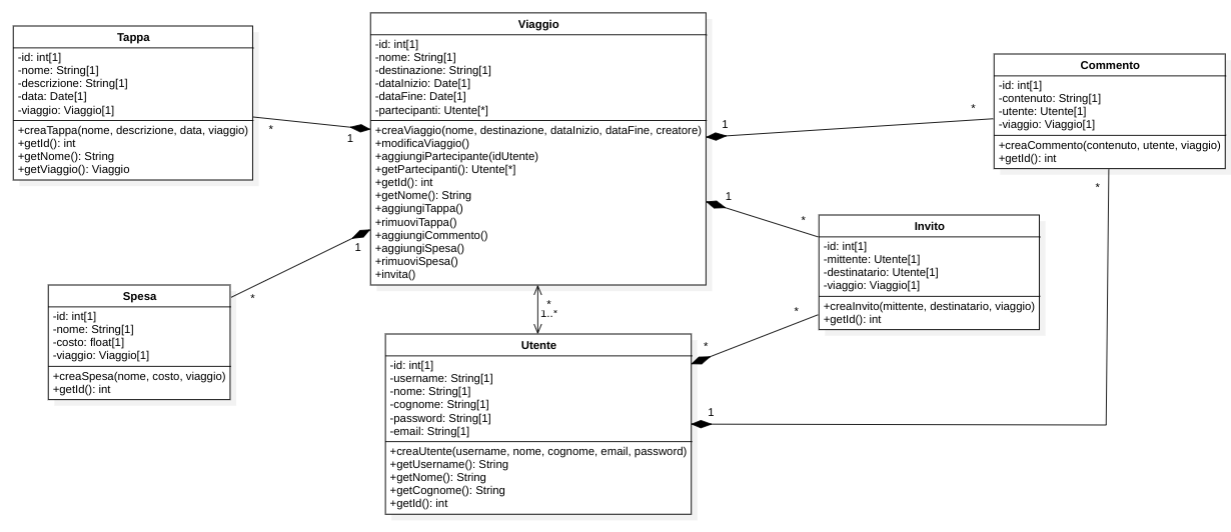 Tappa
-id: int[1]
-nome: String[1]
-descrizione: String[1]
-data: Date[1]
-viaggio: Viaggio[1]
+creaTappa(nome, descrizione, data, viaggio)
+getId(): int
+getNome(): String
+getViaggio(): Viaggio
*
1
Viaggio
-id: int[1]
-nome: String[1]
-destinazione: String[1]
-dataInizio: Date[1]
-dataFine: Date[1]
-partecipanti: Utente[*]
+creaViaggio(nome, destinazione, dataInizio, dataFine, creatore)
+modificaViaggio()
+aggiungiPartecipante(idUtente)
+getPartecipanti(): Utente[*]
+getId(): int
+getNome(): String
+aggiungiTappa()
+rimuoviTappa()
+aggiungiCommento()
+aggiungiSpesa()
+rimuoviSpesa()
+invita()
1
*
Commento
-id: int[1]
-contenuto: String[1]
-utente: Utente[1]
-viaggio: Viaggio[1]
+creaCommento(contenuto, utente, viaggio)
+getId(): int
*
1
*
Invito
-id: int[1]
-mittente: Utente[1]
-destinatario: Utente[1]
-viaggio: Viaggio[1]
+creaInvito(mittente, destinatario, viaggio)
+getId(): int
*
*
1
1
*
Spesa
-id: int[1]
-nome: String[1]
-costo: float[1]
-viaggio: Viaggio[1]
+creaSpesa(nome, costo, viaggio)
+getId(): int
*
1..*
Utente
-id: int[1]
-username: String[1]
-nome: String[1]
-cognome: String[1]
-password: String[1]
-email: String[1]
+creaUtente(username, nome, cognome, email, password)
+getUsername(): String
+getNome(): String
+getCognome(): String
+getId(): int